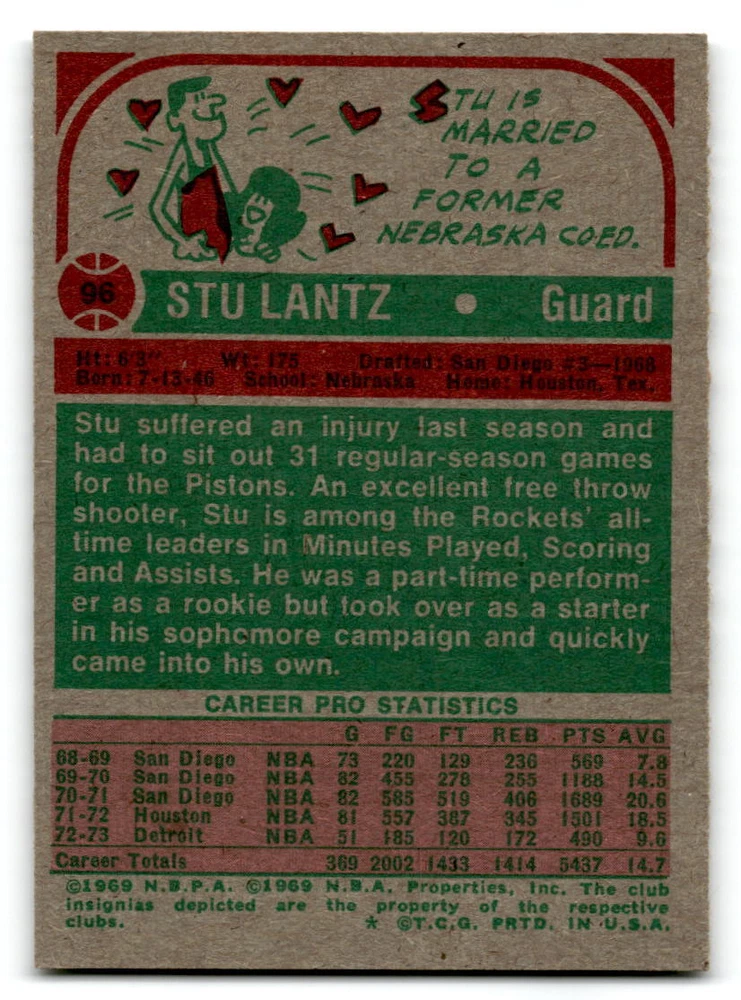 STU IS
MARRIED
TO A
FORMER
NEBRASKA COED.
96 STU LANTZ • Guard
Ht: 6'3" Wt: 175 Drafted: San Diego #3—1968
Born: 7-13-46 School: Nebraska Home: Houston, Tex.
Stu suffered an injury last season and
had to sit out 31 regular-season games
for the Pistons. An excellent free throw
shooter, Stu is among the Rockets' all-
time leaders in Minutes Played, Scoring
and Assists. He was a part-time perform-
er as a rookie but took over as a starter
in his sophomore campaign and quickly
came into his own.
CAREER PRO STATISTICS
G FG FT REB PTS AVG
68-69 San Diego NBA 73 220 129 236 569 7.8
69-70 San Diego NBA 82 455 278 255 1188 14.5
70-71 San Diego NBA 82 585 519 406 1689 20.6
71-72 Houston NBA 81 557 387 345 1501 18.5
72-73 Detroit NBA 51 185 120 172 490 9.6
Career Totals 369 2002 1433 1414 5437 14.7
©1969 N.B.P.A. ©1969 N.B.A. Properties, Inc. The club
insignias depicted are the property of the respective
clubs. * ©T.C.G. PRTD. IN U.S.A.